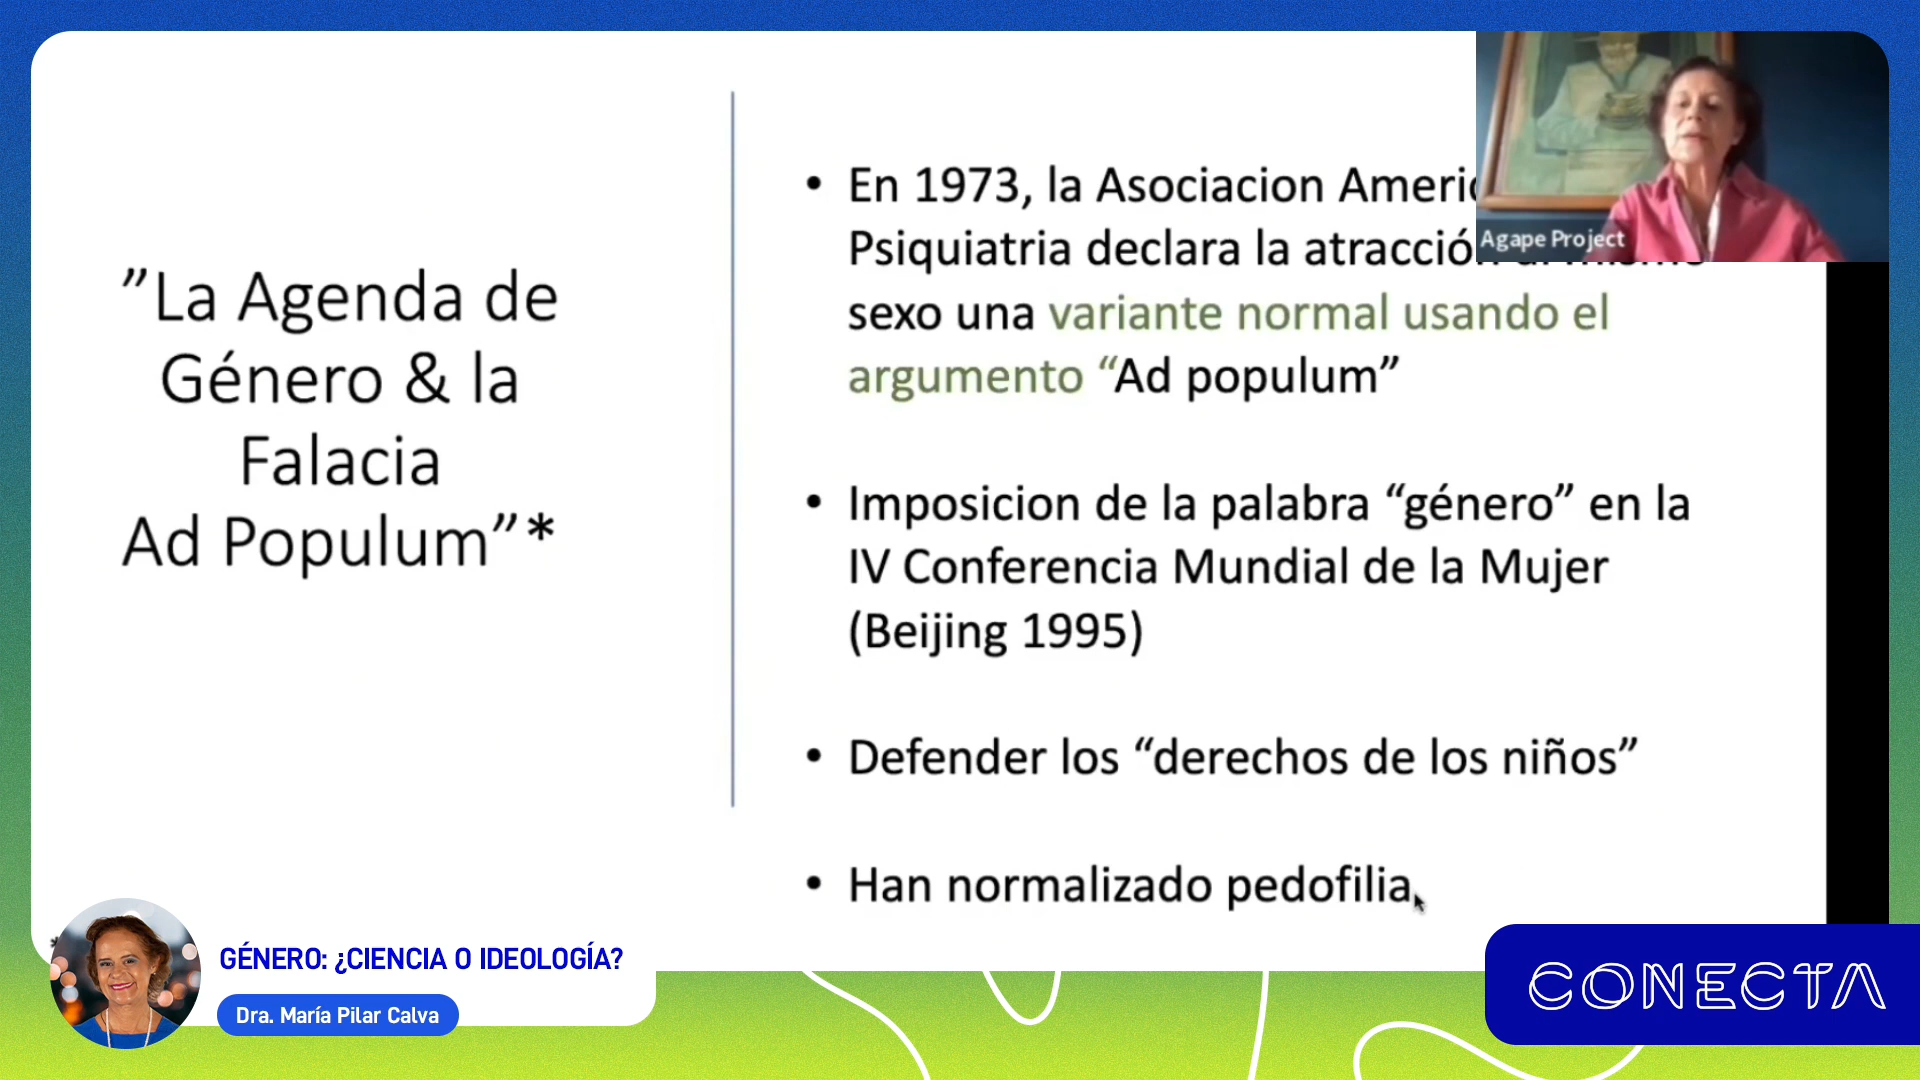 ”La Agenda de
Género & la
Falacia
Ad Populum”*
• En 1973, la Asociacion
Psiquiatria declara la atracción
sexo una variante normal usando el
argumento “Ad populum”
• Imposicion de la palabra “género” en la
IV Conferencia Mundial de la Mujer
(Beijing 1995)
• Defender los “derechos de los niños”
• Han normalizado pedofilia
Agape Project
GÉNERO: ¿CIENCIA O IDEOLOGÍA?
Dra. María Pilar Calva
CONECTA